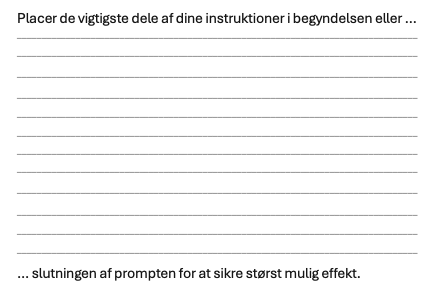 Placer de vigtigste dele af dine instruktioner i begyndelsen eller ...
... slutningen af prompten for at sikre størst mulig effekt.